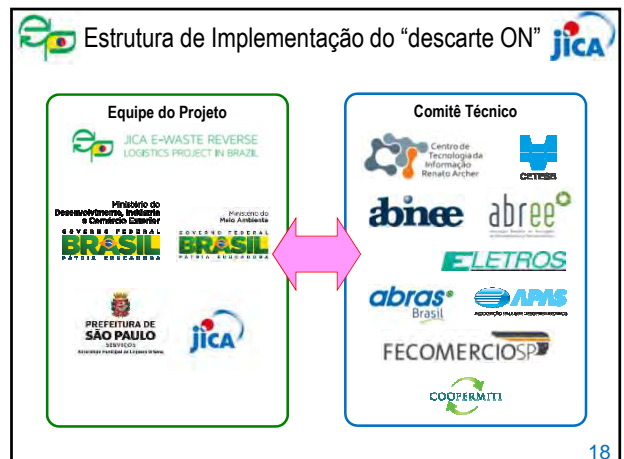 Estrutura de Implementação do “descarte ON”
jica
Equipe do Projeto
JICA E-WASTE REVERSE
LOGISTICS PROJECT IN BRAZIL
Ministério do
Desenvolvimento, Indústria
e Comércio Exterior
GOVERNO FEDERAL
BRASIL
PÁTRIA EDUCADORA
Ministério do
Meio Ambiente
GOVERNO FEDERAL
BRASIL
PÁTRIA EDUCADORA
PREFEITURA DE
SÃO PAULO
SERVIÇOS
jica
Comitê Técnico
Centro de
Tecnologia da
Informação
Renato Archer
CETESB
abinee
abree
ELETROS
abras
Brasil
APAS
FECOMERCIOSP
COOPERMITI
18